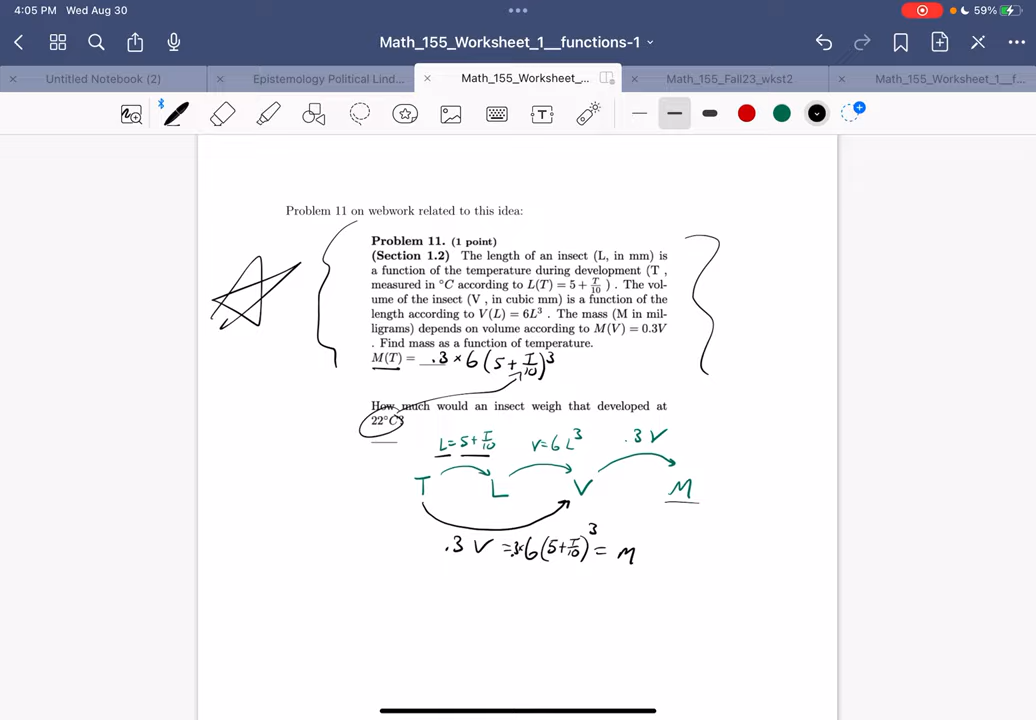 4:05 PM Wed Aug 30
59%
Math_155_Worksheet_1__functions-1
Untitled Notebook (2)
Epistemology Political Lind...
Math_155_Worksheet_...
Math_155_Fall23_wkst2
Math_155_Worksheet_1__f...
Problem 11 on webwork related to this idea:
Problem 11. (1 point)
(Section 1.2) The length of an insect (L, in mm) is
a function of the temperature during development (T ,
measured in °C according to L(T) = 5 + T/10 ). The vol-
ume of the insect (V , in cubic mm) is a function of the
length according to V(L) = 6L³ . The mass (M in mil-
ligrams) depends on volume according to M(V) = 0.3V
. Find mass as a function of temperature.
M(T) = .3 × 6 (5 + T/10)³
How much would an insect weigh that developed at
22°C?
L = 5 + T/10 V = 6 L³ .3 V
T L V M
.3 V = .3 × 6 (5 + T/10)³ = M